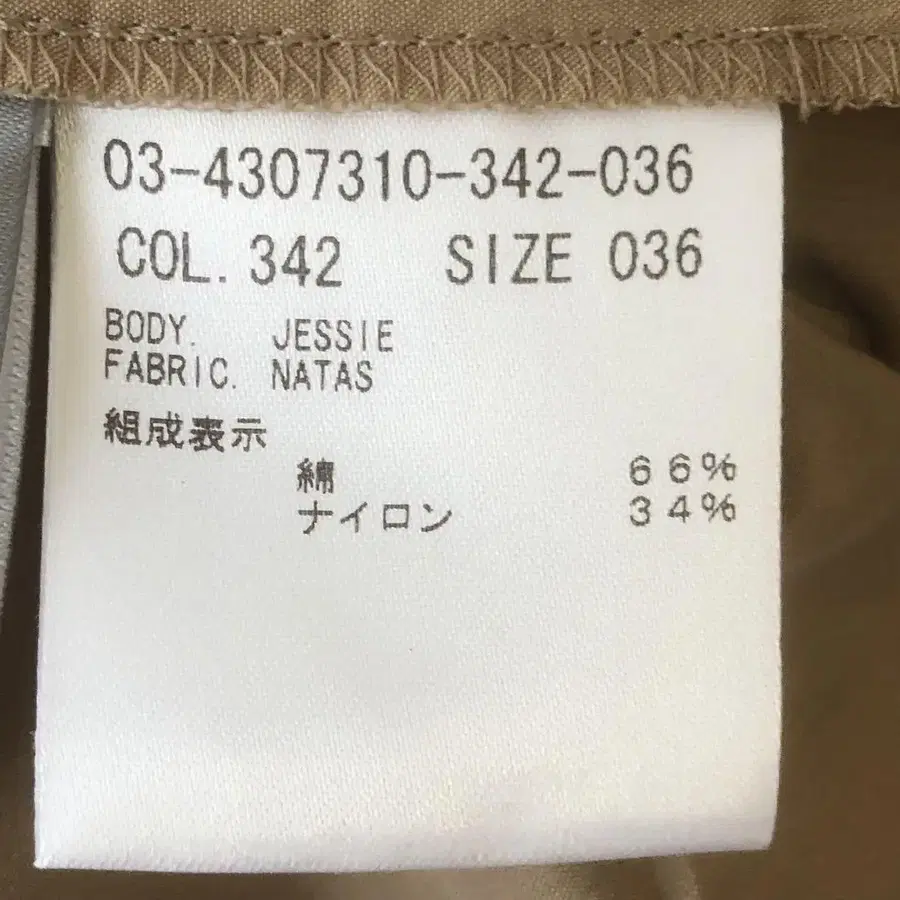 03-4307310-342-036
COL. 342 SIZE 036
BODY. JESSIE
FABRIC. NATAS
組成表示
綿 66%
ナイロン 34%